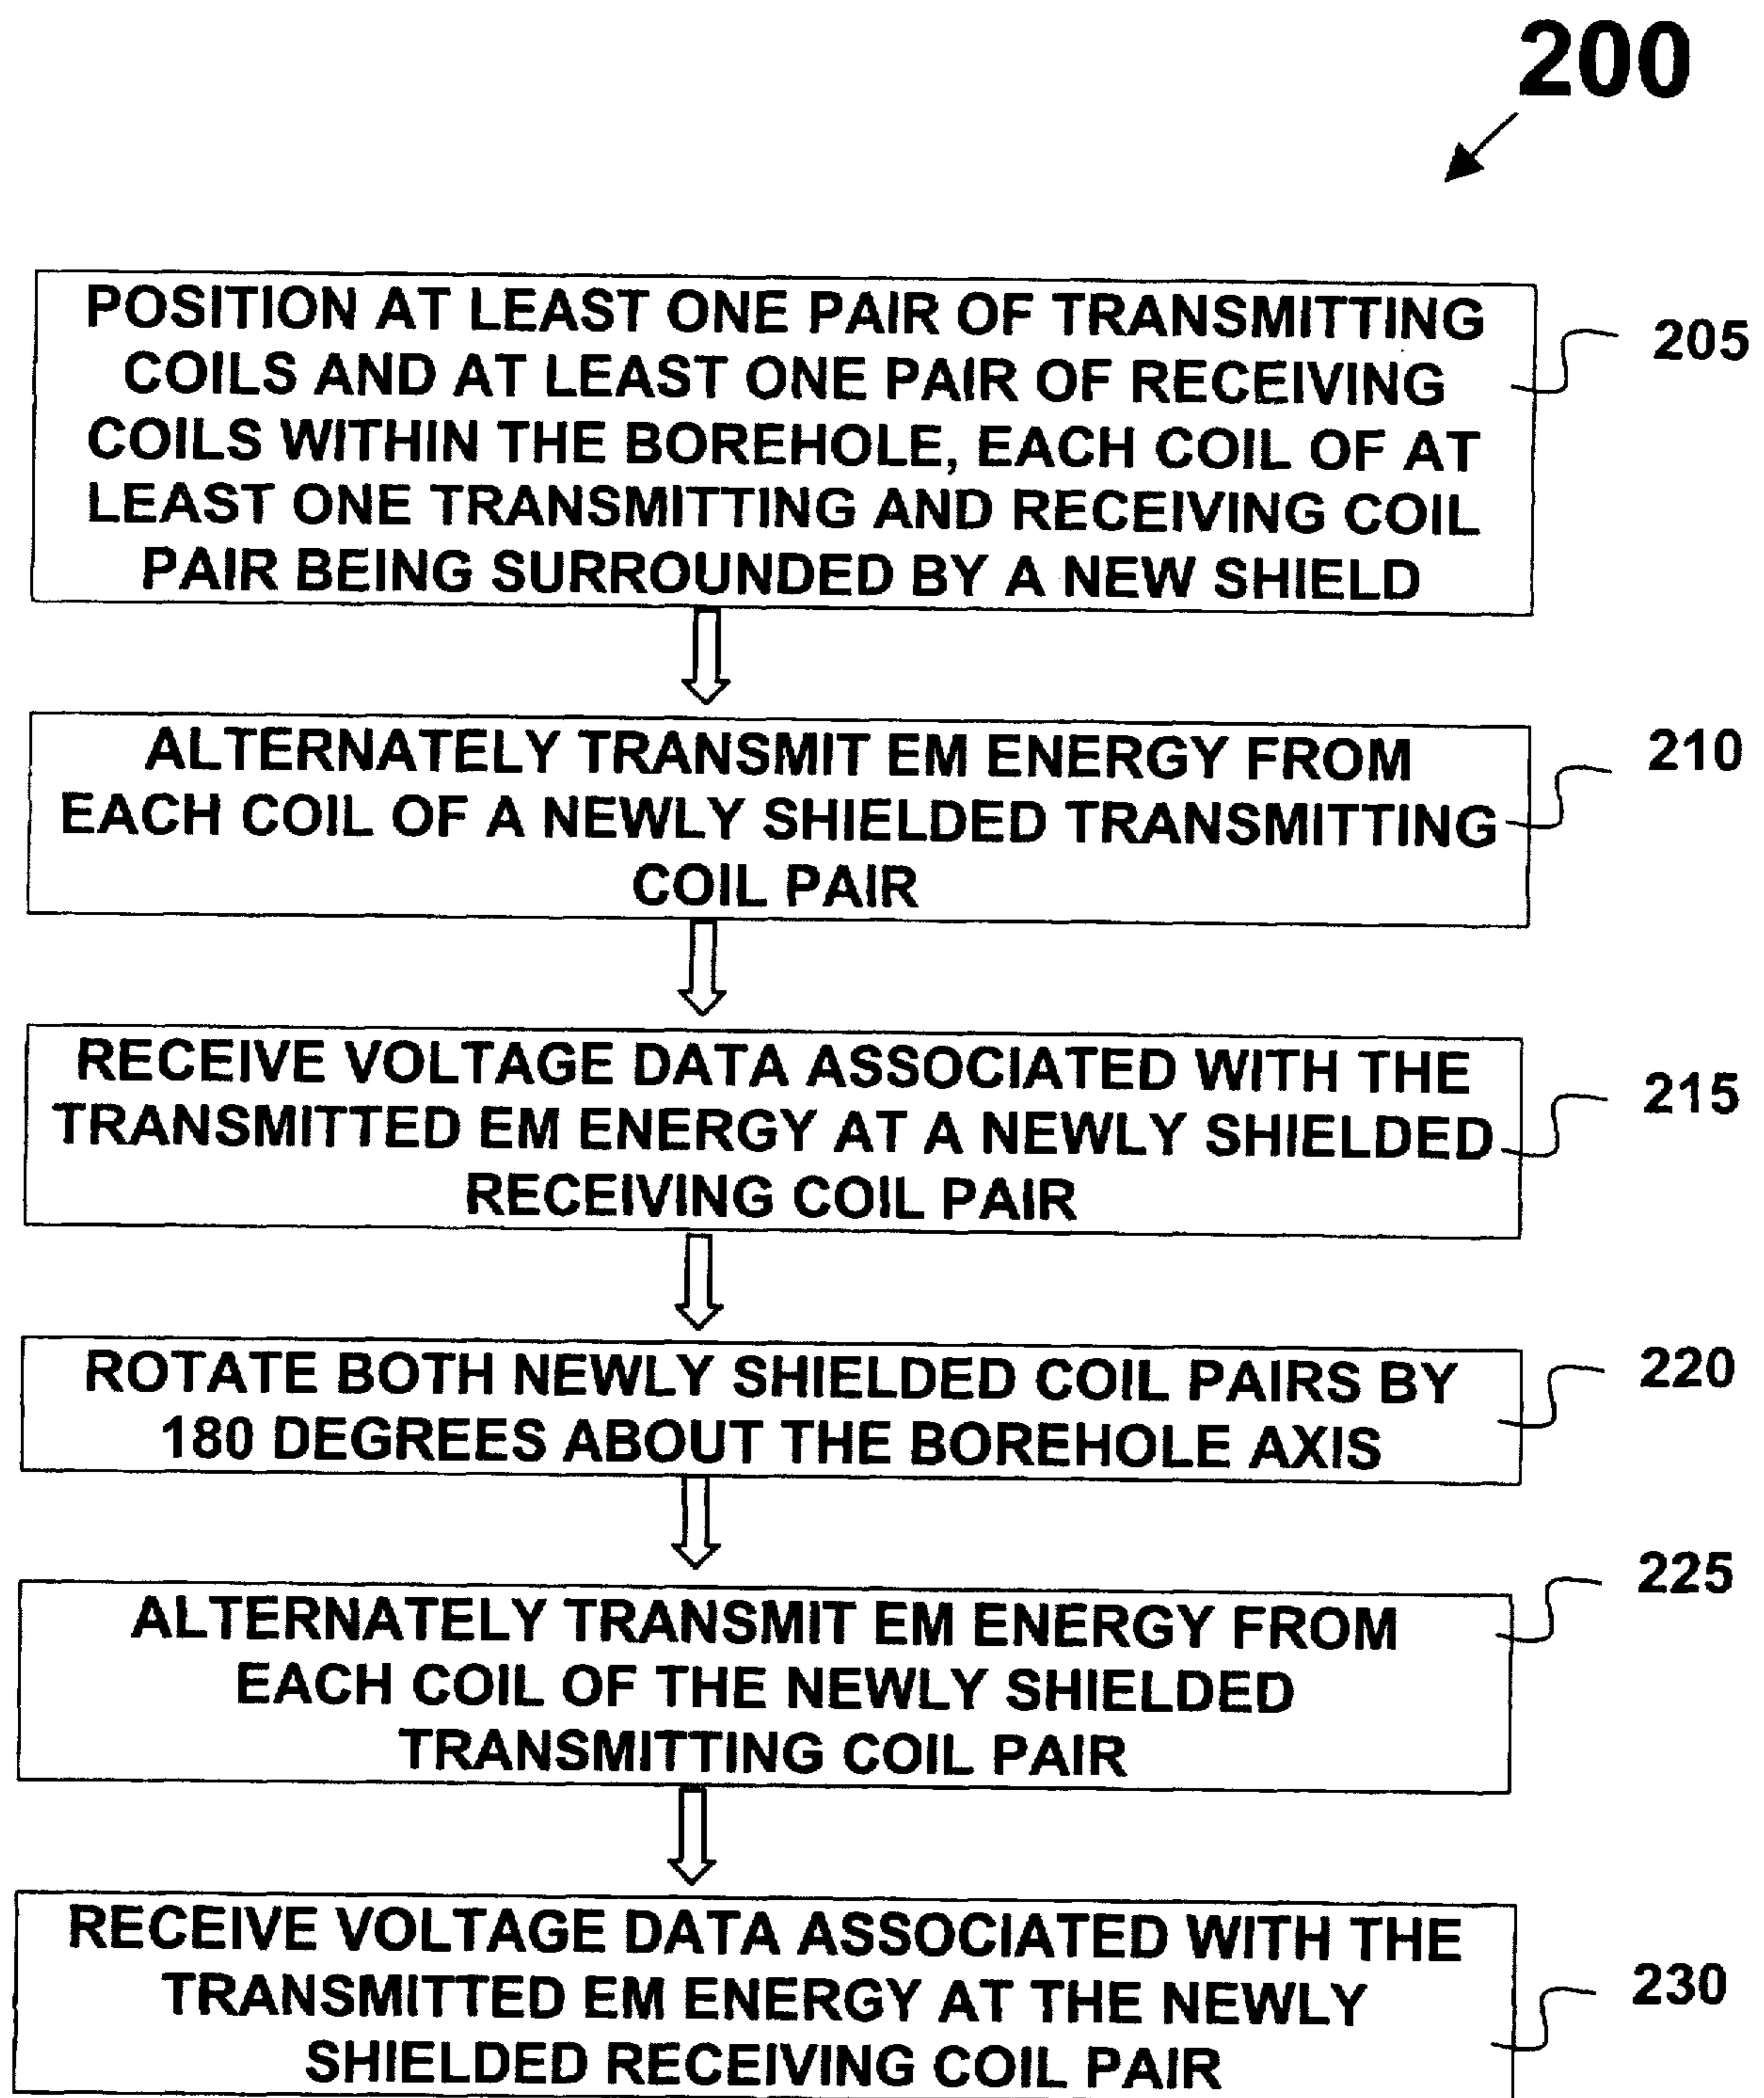 200
POSITION AT LEAST ONE PAIR OF TRANSMITTING
COILS AND AT LEAST ONE PAIR OF RECEIVING
COILS WITHIN THE BOREHOLE, EACH COIL OF AT
LEAST ONE TRANSMITTING AND RECEIVING COIL
PAIR BEING SURROUNDED BY A NEW SHIELD
205
ALTERNATELY TRANSMIT EM ENERGY FROM
EACH COIL OF A NEWLY SHIELDED TRANSMITTING
COIL PAIR
210
RECEIVE VOLTAGE DATA ASSOCIATED WITH THE
TRANSMITTED EM ENERGY AT A NEWLY SHIELDED
RECEIVING COIL PAIR
215
ROTATE BOTH NEWLY SHIELDED COIL PAIRS BY
180 DEGREES ABOUT THE BOREHOLE AXIS
220
ALTERNATELY TRANSMIT EM ENERGY FROM
EACH COIL OF THE NEWLY SHIELDED
TRANSMITTING COIL PAIR
225
RECEIVE VOLTAGE DATA ASSOCIATED WITH THE
TRANSMITTED EM ENERGY AT THE NEWLY
SHIELDED RECEIVING COIL PAIR
230